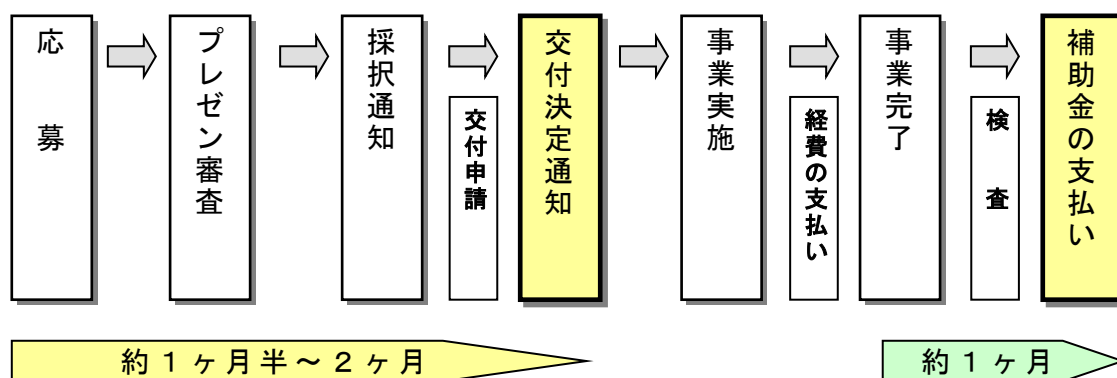 応募
プレゼン審査
採択通知
交付申請
交付決定通知
事業実施
経費の支払い
事業完了
検査
補助金の支払い
約１ヶ月半～２ヶ月
約１ヶ月